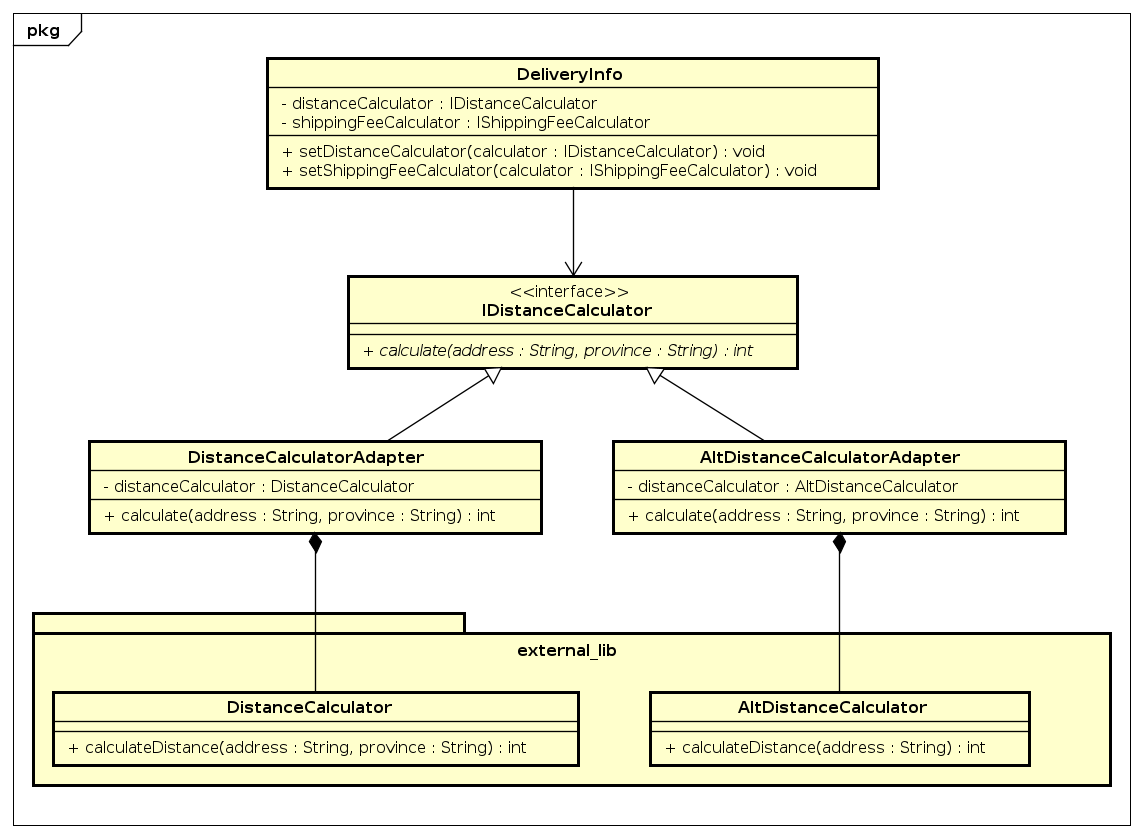 pkg
DeliveryInfo
- distanceCalculator : IDistanceCalculator
- shippingFeeCalculator : IShippingFeeCalculator
+ setDistanceCalculator(calculator : IDistanceCalculator) : void
+ setShippingFeeCalculator(calculator : IShippingFeeCalculator) : void
<<interface>>
IDistanceCalculator
+ calculate(address : String, province : String) : int
DistanceCalculatorAdapter
- distanceCalculator : DistanceCalculator
+ calculate(address : String, province : String) : int
AltDistanceCalculatorAdapter
- distanceCalculator : AltDistanceCalculator
+ calculate(address : String, province : String) : int
external_lib
DistanceCalculator
+ calculateDistance(address : String, province : String) : int
AltDistanceCalculator
+ calculateDistance(address : String) : int